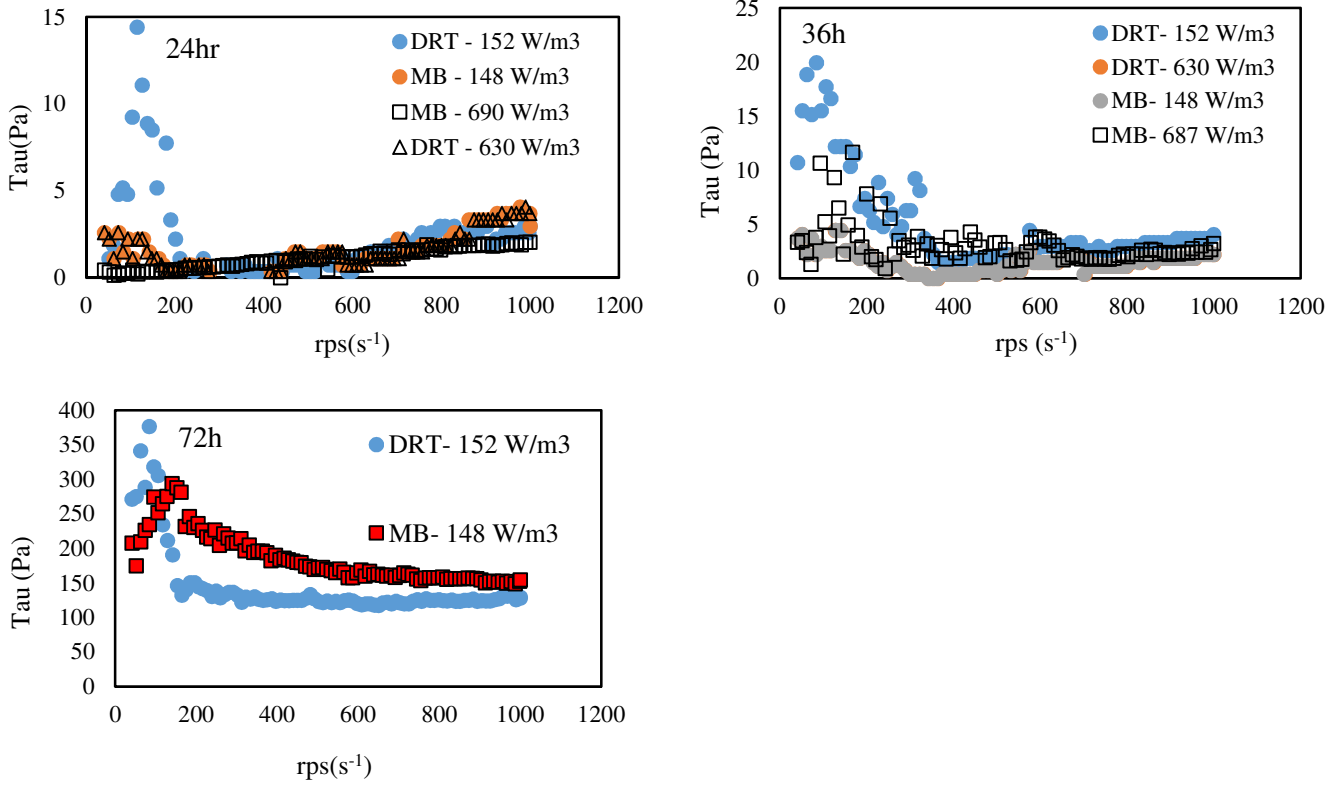 24hr
DRT - 152 W/m3
MB - 148 W/m3
MB - 690 W/m3
DRT - 630 W/m3
Tau(Pa)
15
10
5
0
0 200 400 600 800 1000 1200
rps(s⁻¹)
36h
DRT- 152 W/m3
DRT- 630 W/m3
MB- 148 W/m3
MB- 687 W/m3
Tau (Pa)
25
20
15
10
5
0
0 200 400 600 800 1000 1200
rps (s⁻¹)
72h
DRT- 152 W/m3
MB- 148 W/m3
Tau (Pa)
400
350
300
250
200
150
100
50
0
0 200 400 600 800 1000 1200
rps(s⁻¹)